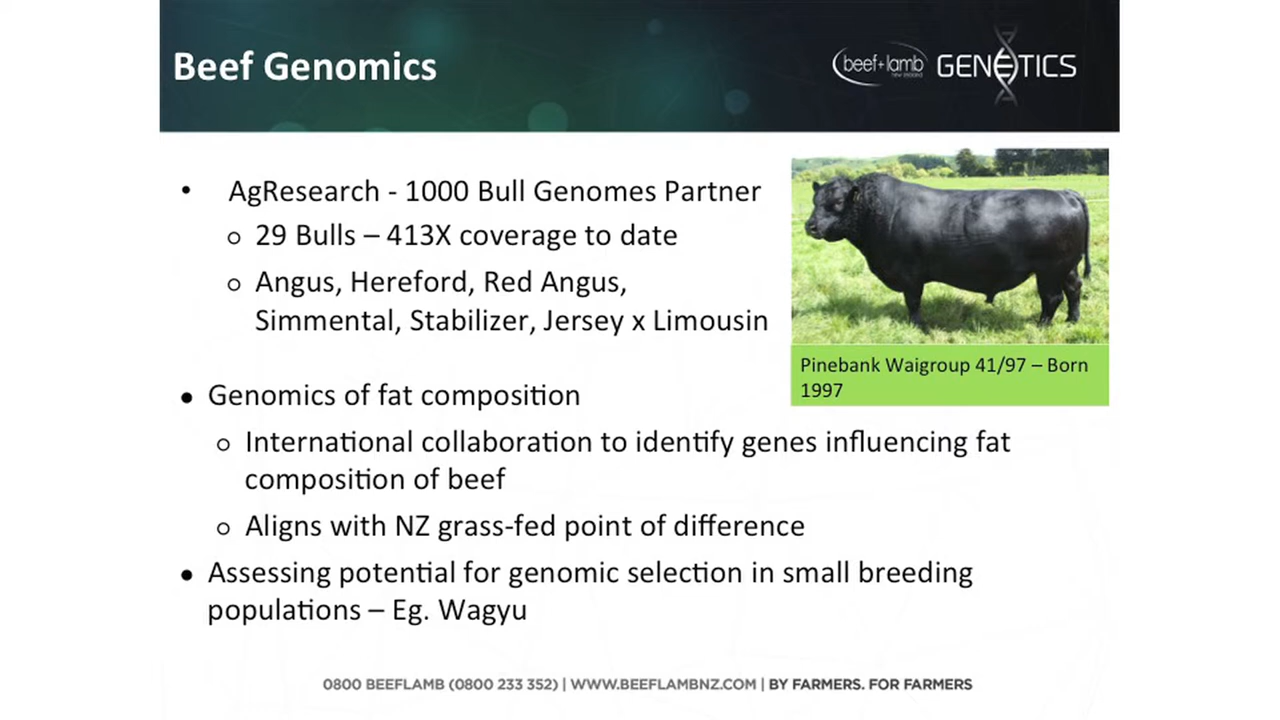 Beef Genomics
beef+lamb
new zealand
GENETICS
• AgResearch - 1000 Bull Genomes Partner
o 29 Bulls – 413X coverage to date
o Angus, Hereford, Red Angus,
Simmental, Stabilizer, Jersey x Limousin
Pinebank Waigroup 41/97 – Born
1997
• Genomics of fat composition
o International collaboration to identify genes influencing fat
composition of beef
o Aligns with NZ grass-fed point of difference
• Assessing potential for genomic selection in small breeding
populations – Eg. Wagyu
0800 BEEFLAMB (0800 233 352) | WWW.BEEFLAMBNZ.COM | BY FARMERS. FOR FARMERS